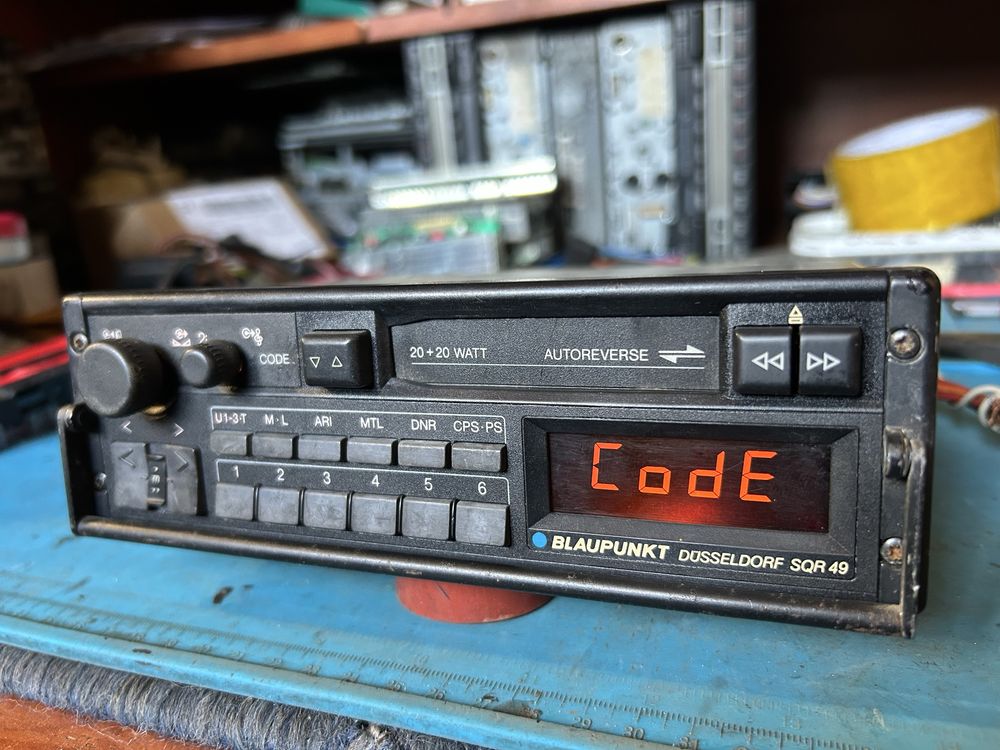 CODE
20+20 WATT
AUTOREVERSE
U1-3-T M·L ARI MTL DNR CPS·PS
1 2 3 4 5 6
CodE
BLAUPUNKT DÜSSELDORF SQR 49